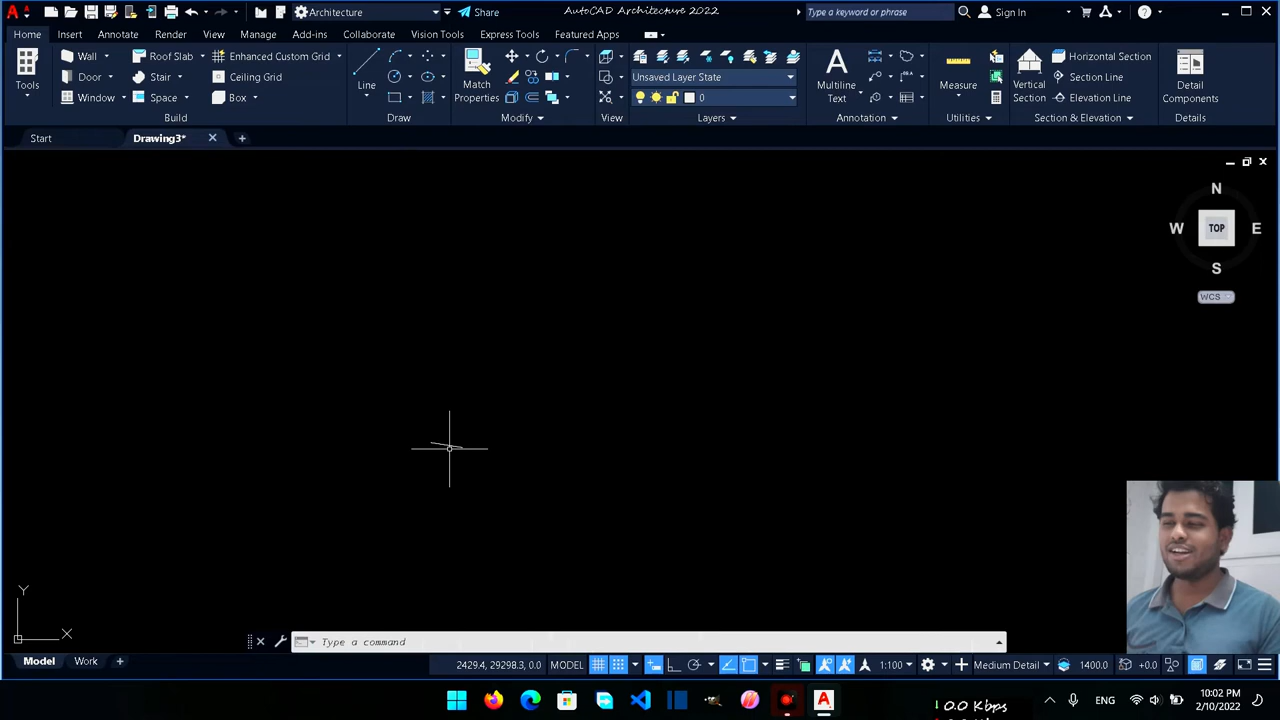 Architecture
Share
AutoCAD Architecture 2022
Type a keyword or phrase
Sign In
Home Insert Annotate Render View Manage Add-ins Collaborate Vision Tools Express Tools Featured Apps
Tools
Wall
Door
Window
Roof Slab
Stair
Space
Enhanced Custom Grid
Ceiling Grid
Box
Build
Line
Draw
Match
Properties
Modify
View
Unsaved Layer State
0
Layers
A
Multiline
Text
Annotation
Measure
Utilities
Vertical
Section
Horizontal Section
Section Line
Elevation Line
Section & Elevation
Detail
Components
Details
Start
Drawing3*
N
W
TOP
E
S
WCS
Y
X
Type a command
Model
Work
2429.4, 29298.3, 0.0
MODEL
1:100
Medium Detail
1400.0
+0.0
A
0.0 Kbps
ENG
10:02 PM
2/10/2022